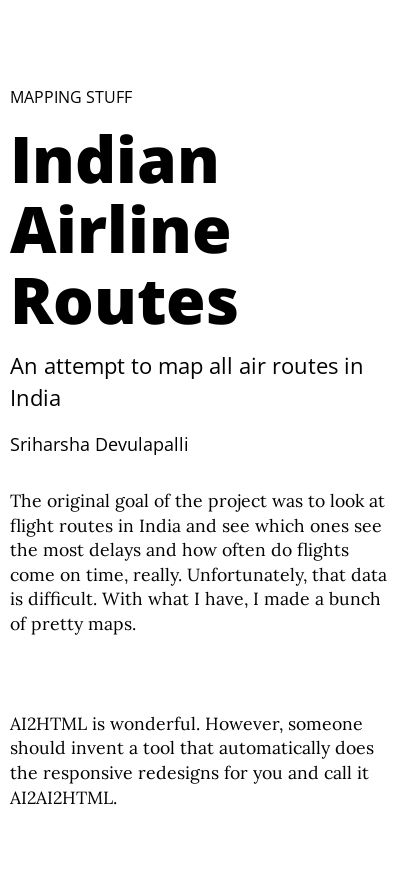 MAPPING STUFF
Indian
Airline
Routes
An attempt to map all air routes in
India
Sriharsha Devulapalli
The original goal of the project was to look at
flight routes in India and see which ones see
the most delays and how often do flights
come on time, really. Unfortunately, that data
is difficult. With what I have, I made a bunch
of pretty maps.
AI2HTML is wonderful. However, someone
should invent a tool that automatically does
the responsive redesigns for you and call it
AI2AI2HTML.